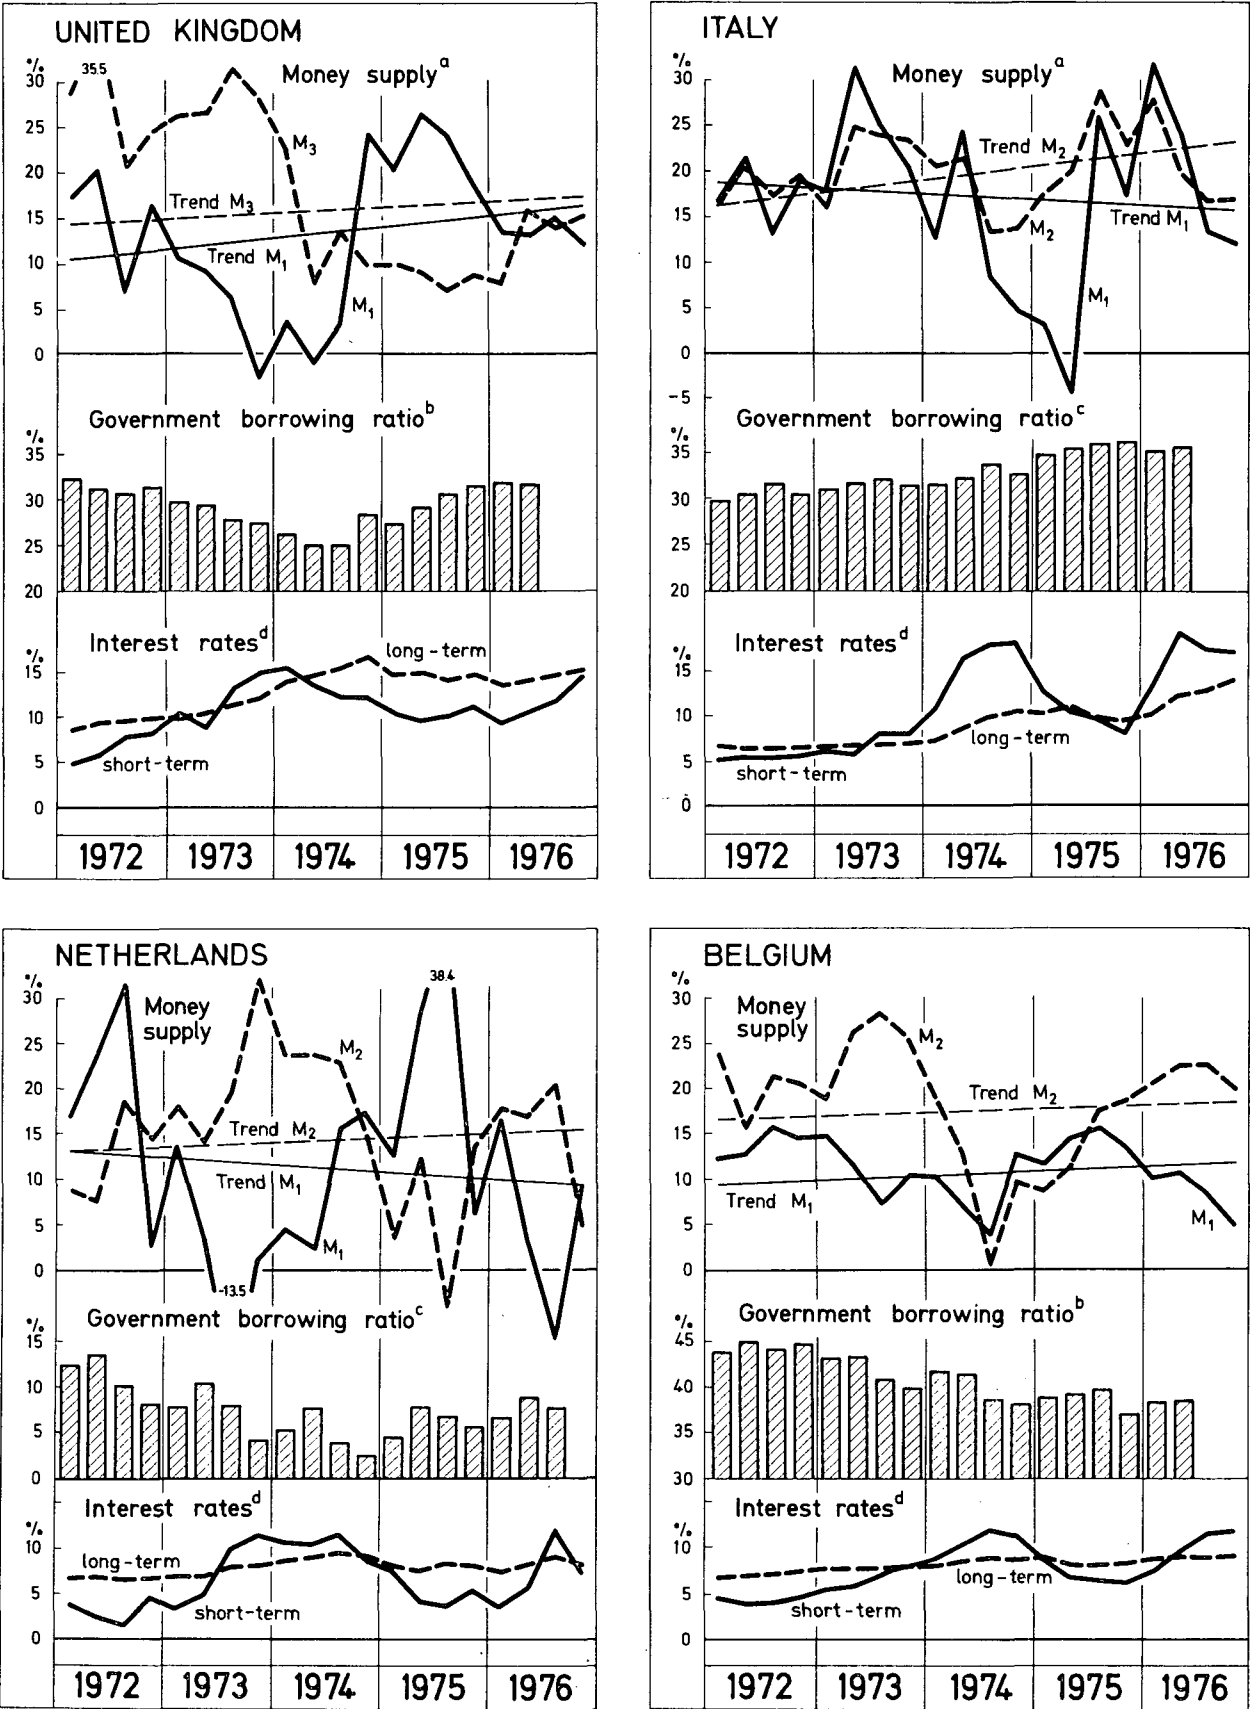 UNITED KINGDOM
%
35.5
Money supply a
30
25
20
15
10
5
0
M3
Trend M3
Trend M1
M1
Government borrowing ratio b
%
35
30
25
20
Interest rates d
%
15
10
5
0
long-term
short-term
1972 1973 1974 1975 1976
ITALY
%
Money supply a
30
25
20
15
10
5
0
-5
Trend M2
M2
Trend M1
M1
Government borrowing ratio c
%
35
30
25
20
Interest rates d
%
15
10
5
0
long-term
short-term
1972 1973 1974 1975 1976
NETHERLANDS
%
38.4
30
25
20
15
10
5
0
Money
supply
M2
Trend M2
Trend M1
M1
-13.5
Government borrowing ratio c
%
15
10
5
0
Interest rates d
%
10
5
0
long-term
short-term
1972 1973 1974 1975 1976
BELGIUM
%
30
25
20
15
10
5
0
Money
supply
M2
Trend M2
Trend M1
M1
Government borrowing ratio b
%
45
40
35
30
Interest rates d
%
10
5
0
long-term
short-term
1972 1973 1974 1975 1976